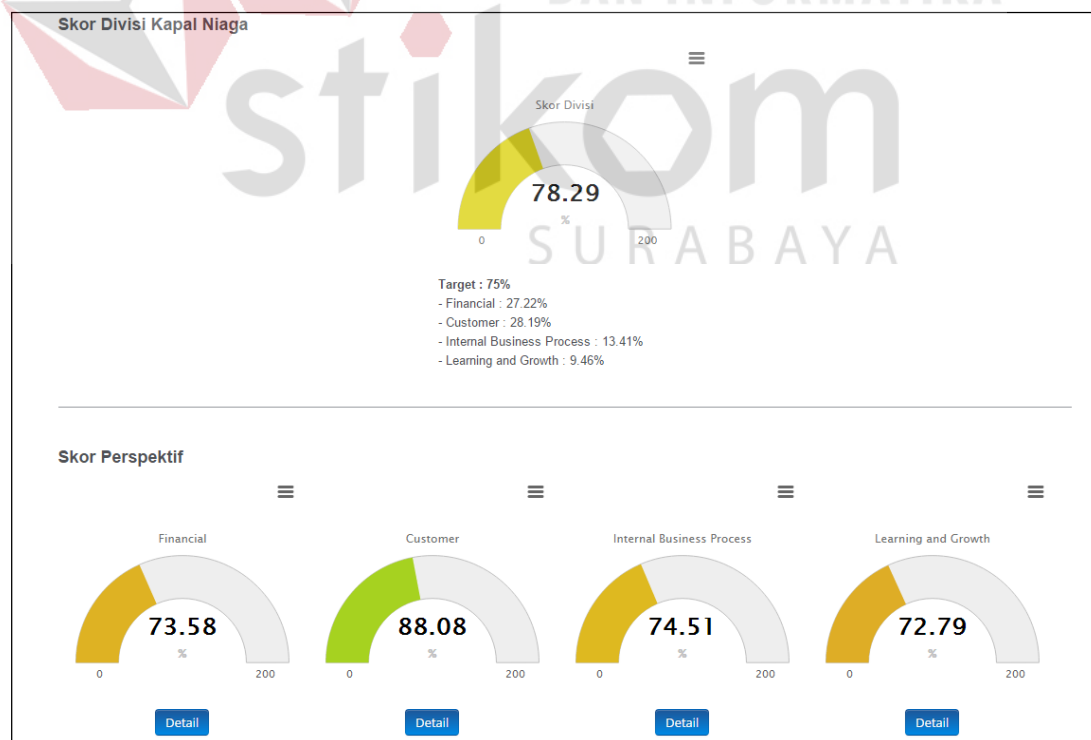 DAN INFORMATIKA
Skor Divisi Kapal Niaga
stikom
SURABAYA
Skor Divisi
78.29
%
0 200
Target : 75%
- Financial : 27.22%
- Customer : 28.19%
- Internal Business Process : 13.41%
- Learning and Growth : 9.46%
Skor Perspektif
Financial Customer Internal Business Process Learning and Growth
73.58 88.08 74.51 72.79
% % % %
0 200 0 200 0 200 0 200
Detail Detail Detail Detail